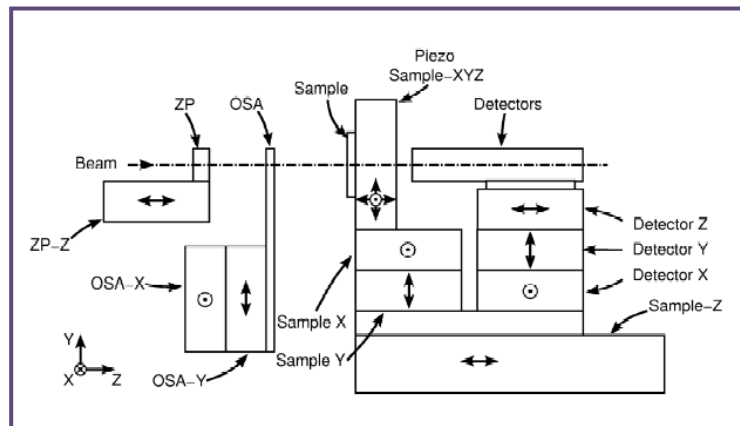 Piezo
Sample-XYZ
Sample
ZP
OSA
Detectors
Beam
ZP-Z
Detector Z
Detector Y
OSA-X
Detector X
Sample-Z
Sample X
Y
Sample Y
X
Z
OSA-Y